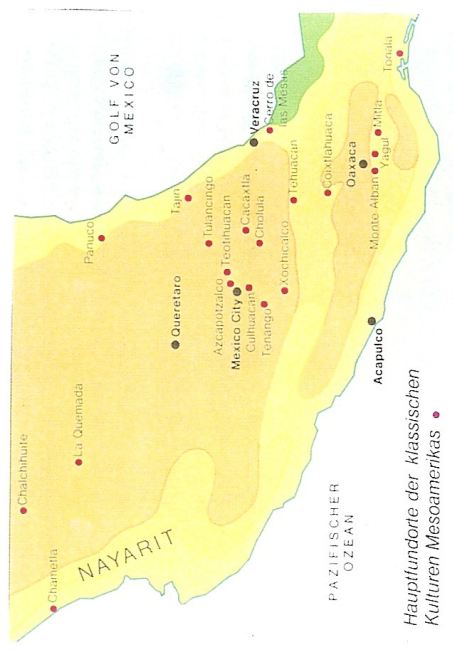 GOLF VON
MEXICO
Panuco
Tajin
Tulancingo
Veracruz
Cerro de
las Mesas
Chalchihuite
La Quemada
Queretaro
Azcapotzalco
Teotihuacan
Mexico City
Culhuacan
Tenango
Cacaxtla
Cholula
Xochicalco
Tehuacan
Coixtlahuaca
Oaxaca
Monte Alban
Yagul
Mitla
Tonala
Chametla
NAYARIT
Acapulco
PAZIFISCHER
OZEAN
Hauptfundorte der klassischen
Kulturen Mesoamerikas